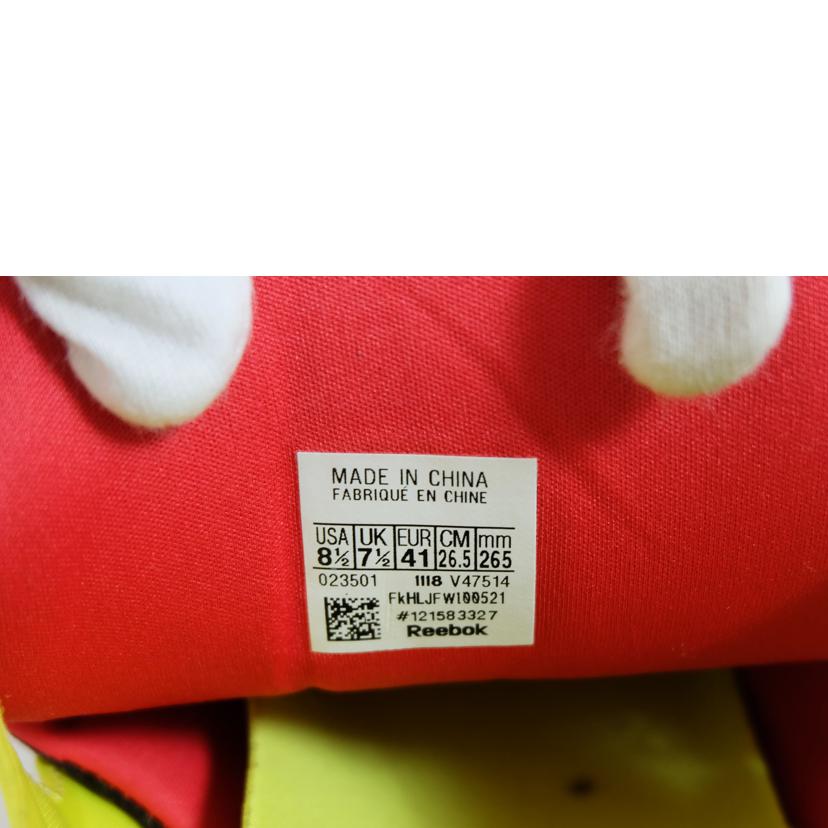 MADE IN CHINA
FABRIQUÉ EN CHINE
USA UK EUR CM mm
8½ 7½ 41 26.5 265
023501 1118 V47514
FkHLJFW100521
#121583327
Reebok